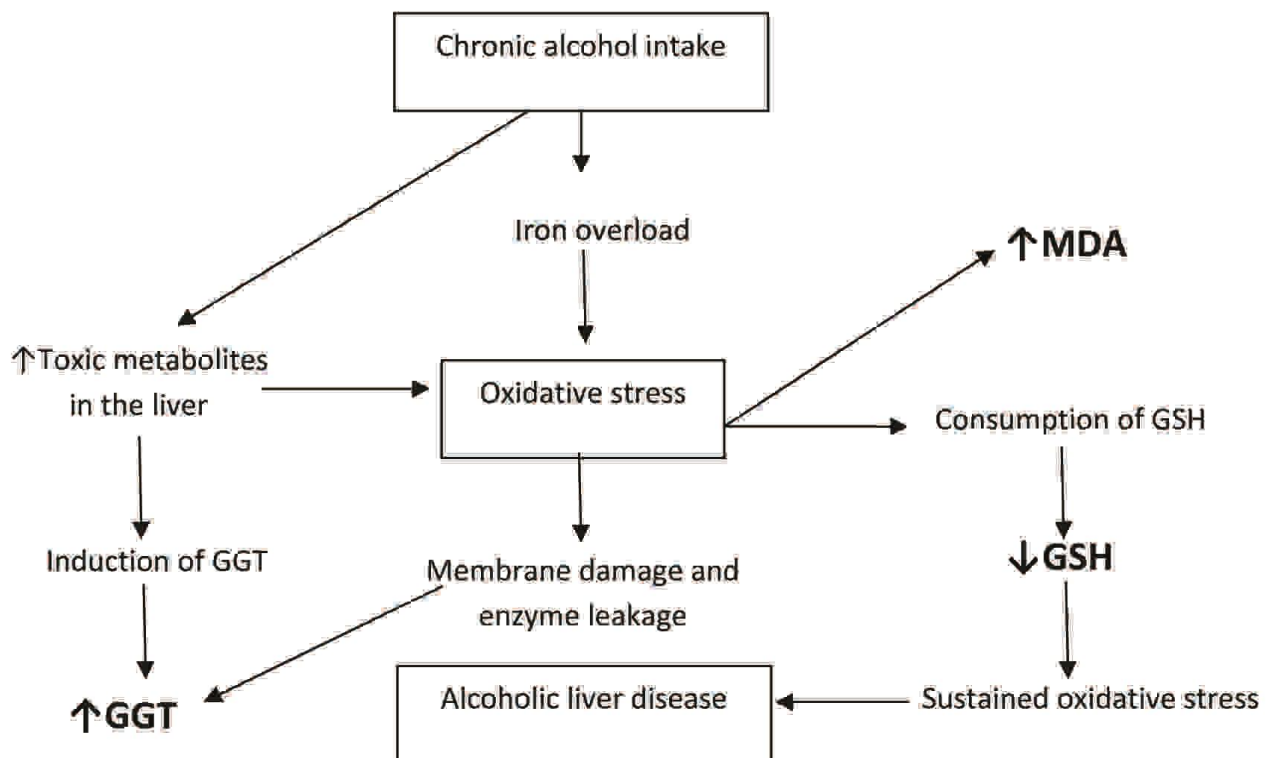 Chronic alcohol intake
Iron overload
↑MDA
↑Toxic metabolites
in the liver
Oxidative stress
Consumption of GSH
Induction of GGT
Membrane damage and
enzyme leakage
↓GSH
↑GGT
Alcoholic liver disease
Sustained oxidative stress